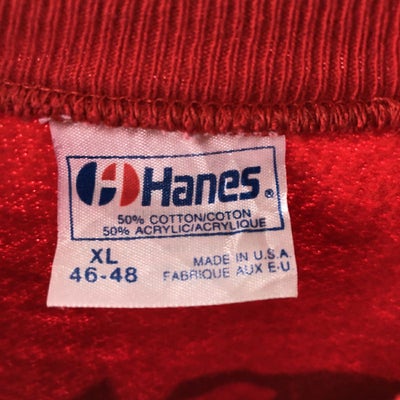 Hanes®
50% COTTON/COTON
50% ACRYLIC/ACRYLIQUE
XL
46-48
MADE IN U.S.A.
FABRIQUE AUX E-U